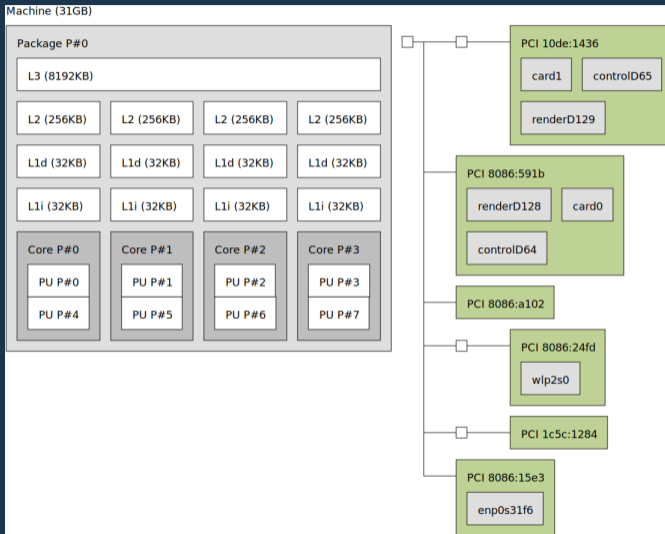 Machine (31GB)
Package P#0
L3 (8192KB)
L2 (256KB) L2 (256KB) L2 (256KB) L2 (256KB)
L1d (32KB) L1d (32KB) L1d (32KB) L1d (32KB)
L1i (32KB) L1i (32KB) L1i (32KB) L1i (32KB)
Core P#0 Core P#1 Core P#2 Core P#3
PU P#0 PU P#1 PU P#2 PU P#3
PU P#4 PU P#5 PU P#6 PU P#7
PCI 10de:1436
card1 controlD65
renderD129
PCI 8086:591b
renderD128 card0
controlD64
PCI 8086:a102
PCI 8086:24fd
wlp2s0
PCI 1c5c:1284
PCI 8086:15e3
enp0s31f6